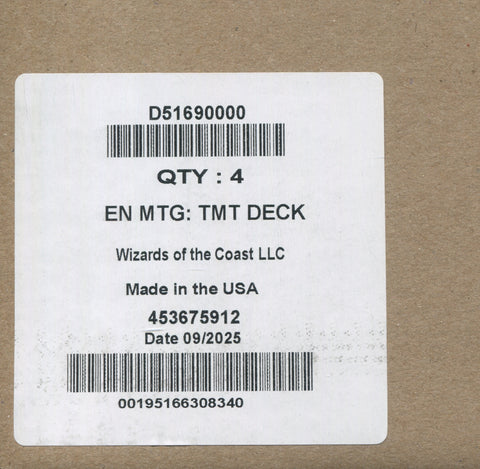 D51690000
QTY : 4
EN MTG: TMT DECK
Wizards of the Coast LLC
Made in the USA
453675912
Date 09/2025
00195166308340